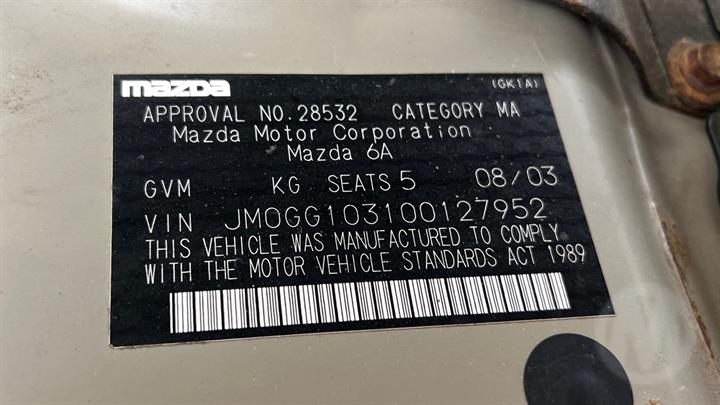 mazda (GK1A)
APPROVAL NO.28532 CATEGORY MA
Mazda Motor Corporation
Mazda 6A
GVM KG SEATS 5 08/03
VIN JM0GG103100127952
THIS VEHICLE WAS MANUFACTURED TO COMPLY
WITH THE MOTOR VEHICLE STANDARDS ACT 1989